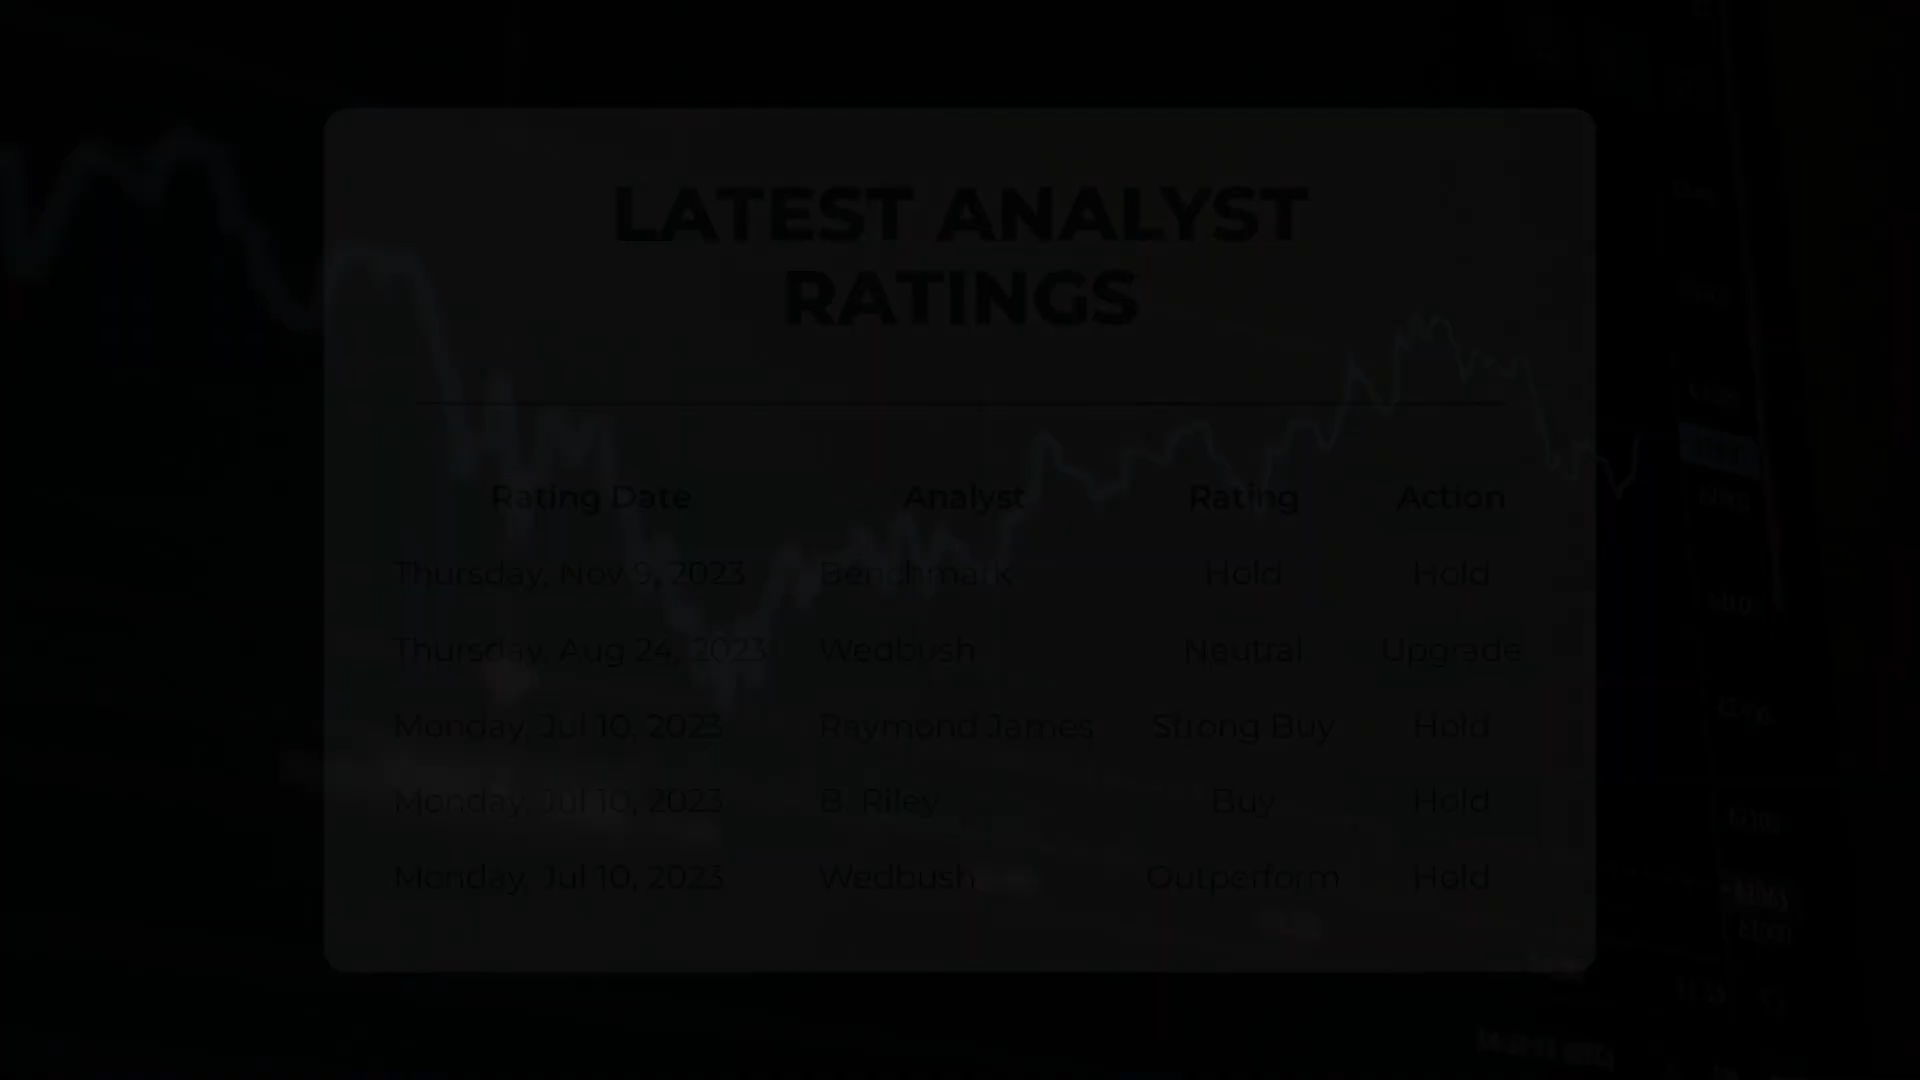 LATEST ANALYST
RATINGS
Rating Date Analyst Rating Action
Thursday, Nov 9, 2023 Benchmark Hold Hold
Thursday, Aug 24, 2023 Wedbush Neutral Upgrade
Monday, Jul 10, 2023 Raymond James Strong Buy Hold
Monday, Jul 10, 2023 B. Riley Buy Hold
Monday, Jul 10, 2023 Wedbush Outperform Hold